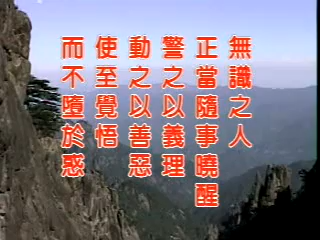 無識之人
正當隨事曉醒
警之以義理
動之以善惡
使至覺悟
而不墮於惑